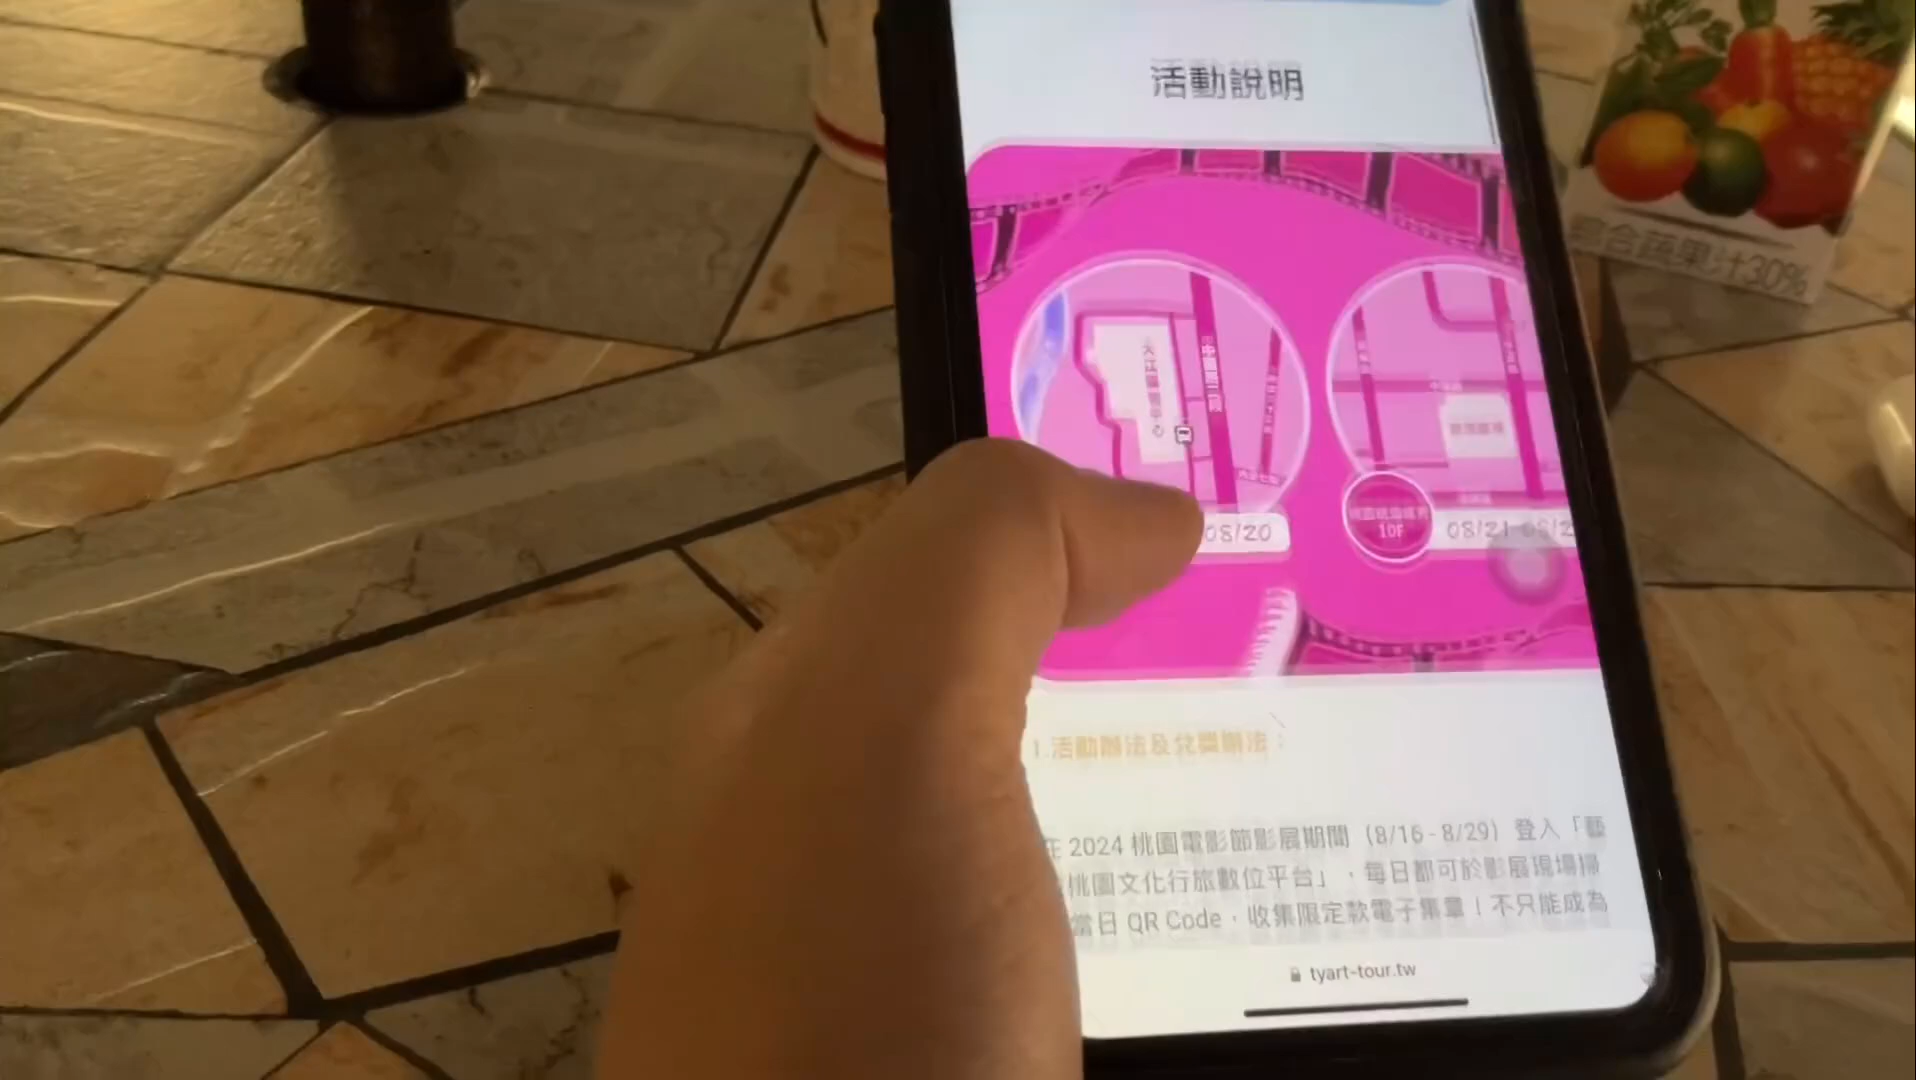 活動說明
綜合蔬果汁30%
08/20
10F
08/21
1.活動辦法及兌獎辦法：
在 2024 桃園電影節影展期間（8/16 - 8/29）登入「藝
桃園文化行旅數位平台」，每日都可於影展現場掃
當日 QR Code，收集限定款電子集章！不只能成為
tyart-tour.tw